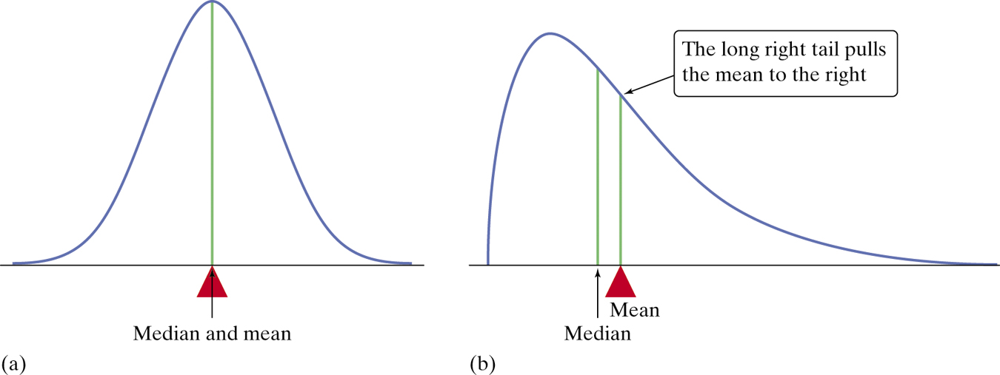 The long right tail pulls
the mean to the right
Mean
Median and mean
Median
(a)
(b)